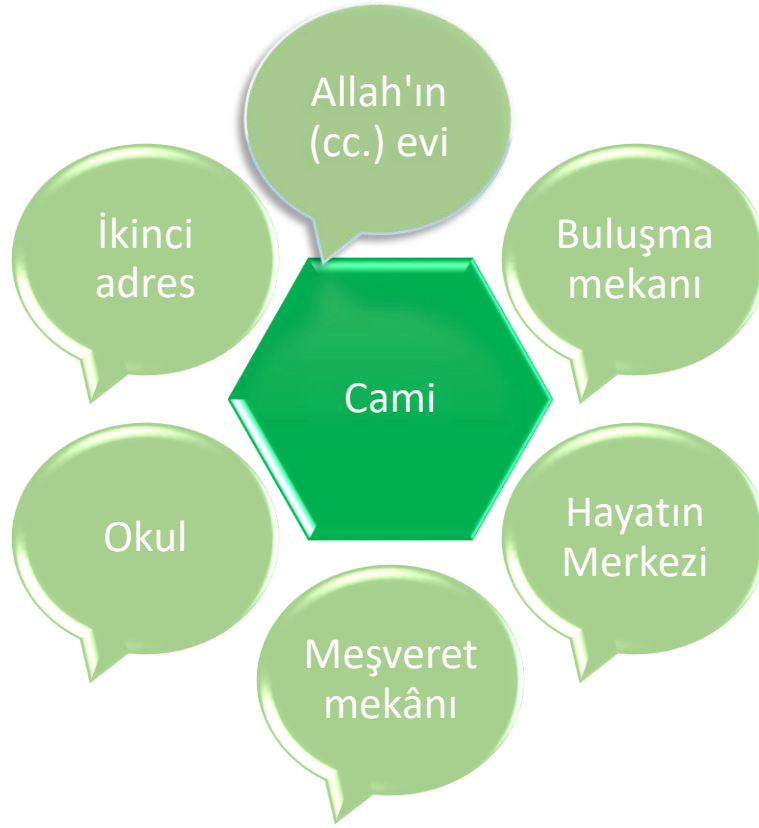 Allah'ın
(cc.) evi
İkinci
adres
Buluşma
mekanı
Cami
Okul
Hayatın
Merkezi
Meşveret
mekânı